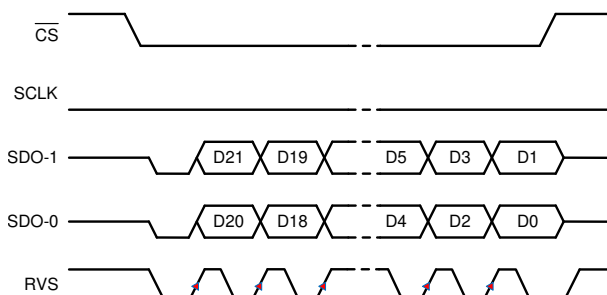 CS
SCLK
SDO-1 D21 D19 D5 D3 D1
SDO-0 D20 D18 D4 D2 D0
RVS